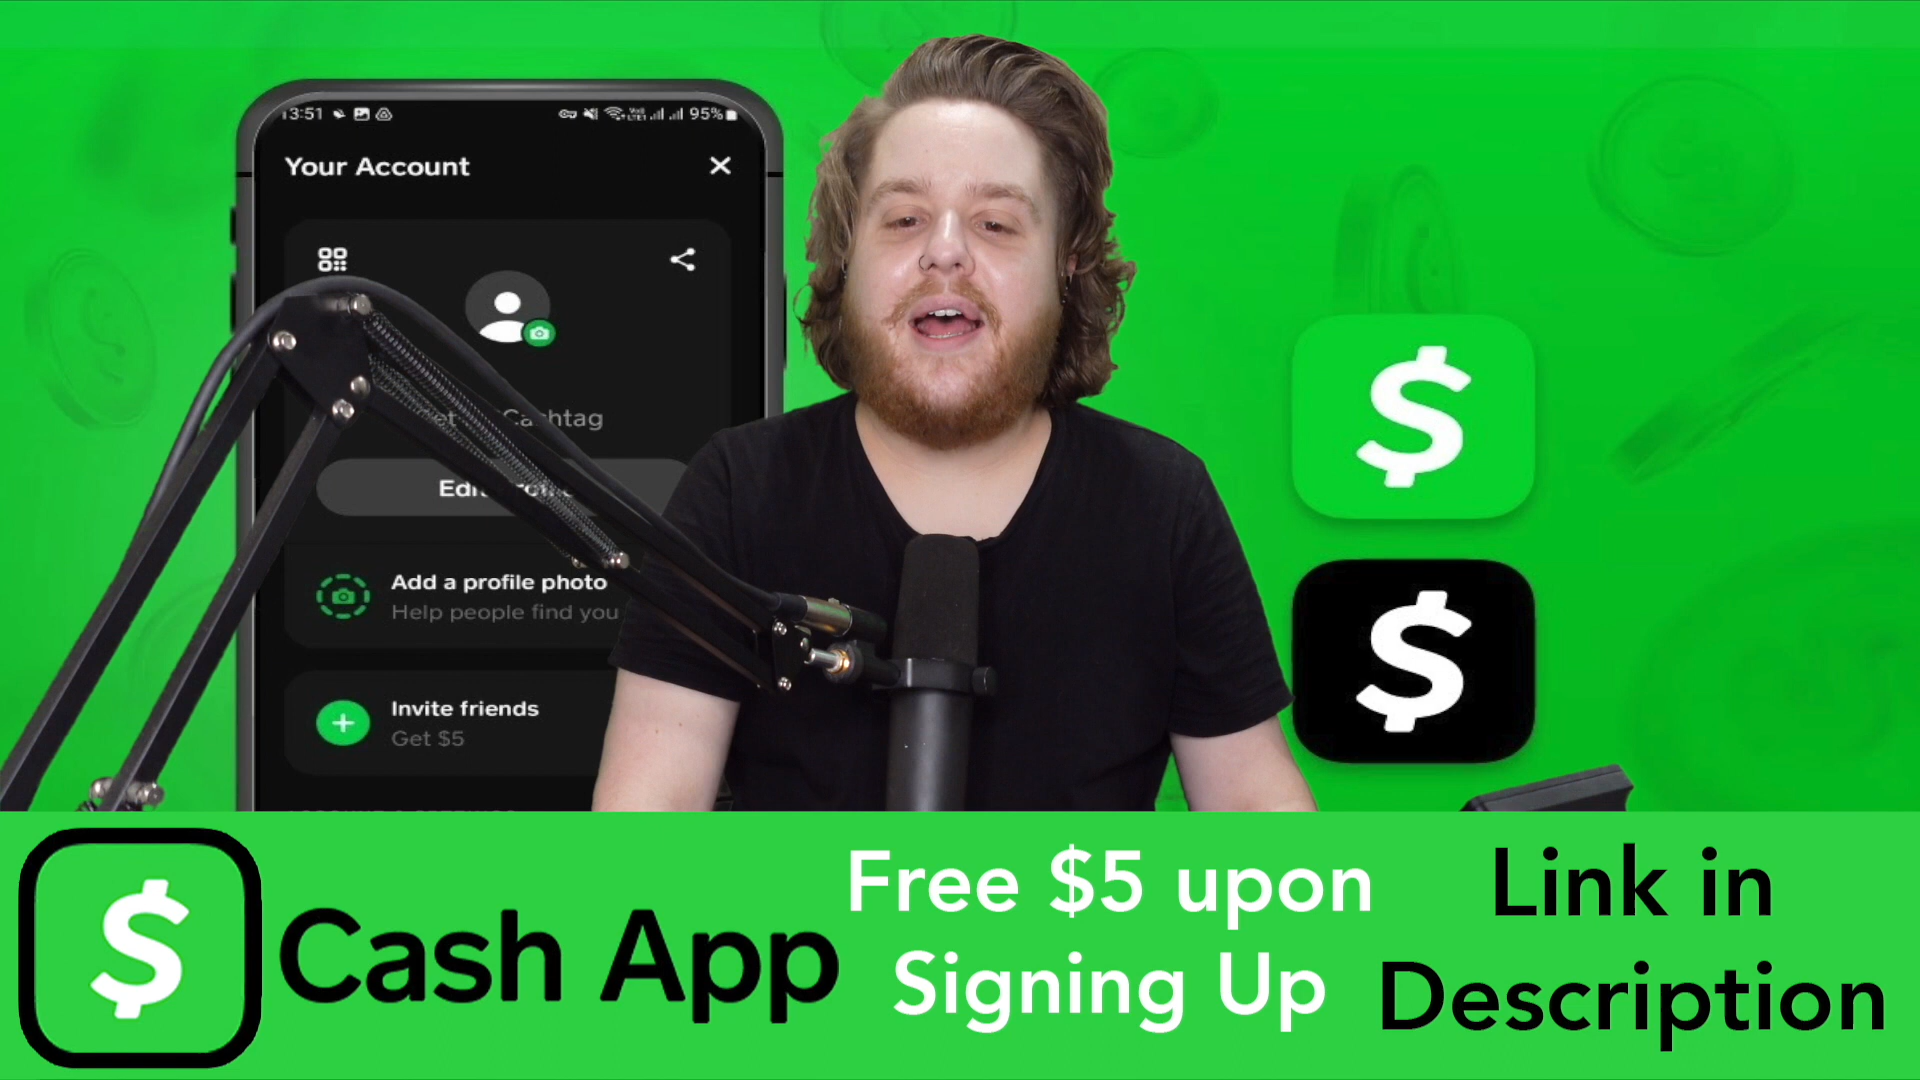 13:51
95%
Your Account
Add a profile photo
Help people find you
Invite friends
Get $5
$
$
$ Cash App
Free $5 upon
Signing Up
Link in
Description